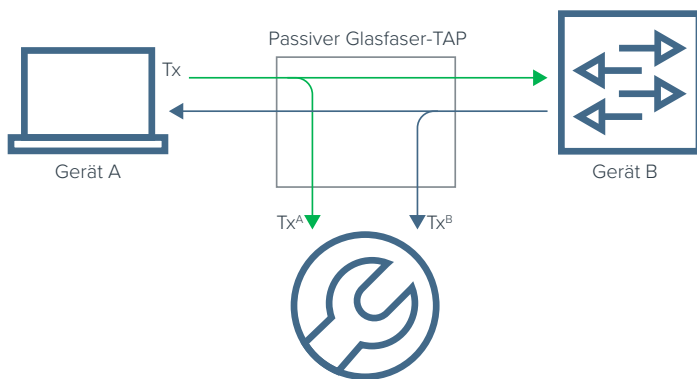 Passiver Glasfaser-TAP
Tx
Gerät A
Gerät B
Txᴬ
Txᴮ